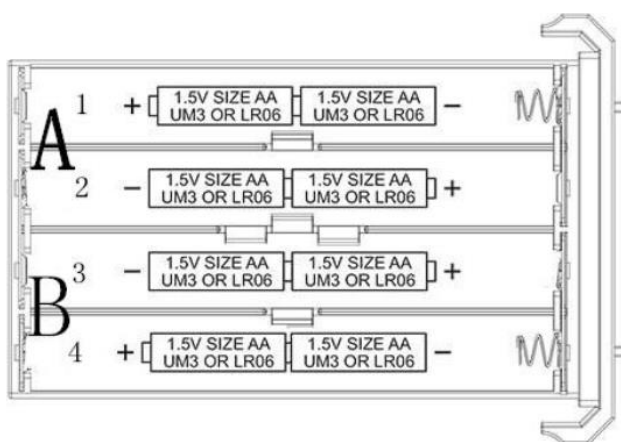 1 + 1.5V SIZE AA 1.5V SIZE AA -
UM3 OR LR06 UM3 OR LR06
A
2 - 1.5V SIZE AA 1.5V SIZE AA +
UM3 OR LR06 UM3 OR LR06
3 - 1.5V SIZE AA 1.5V SIZE AA +
UM3 OR LR06 UM3 OR LR06
B
4 + 1.5V SIZE AA 1.5V SIZE AA -
UM3 OR LR06 UM3 OR LR06